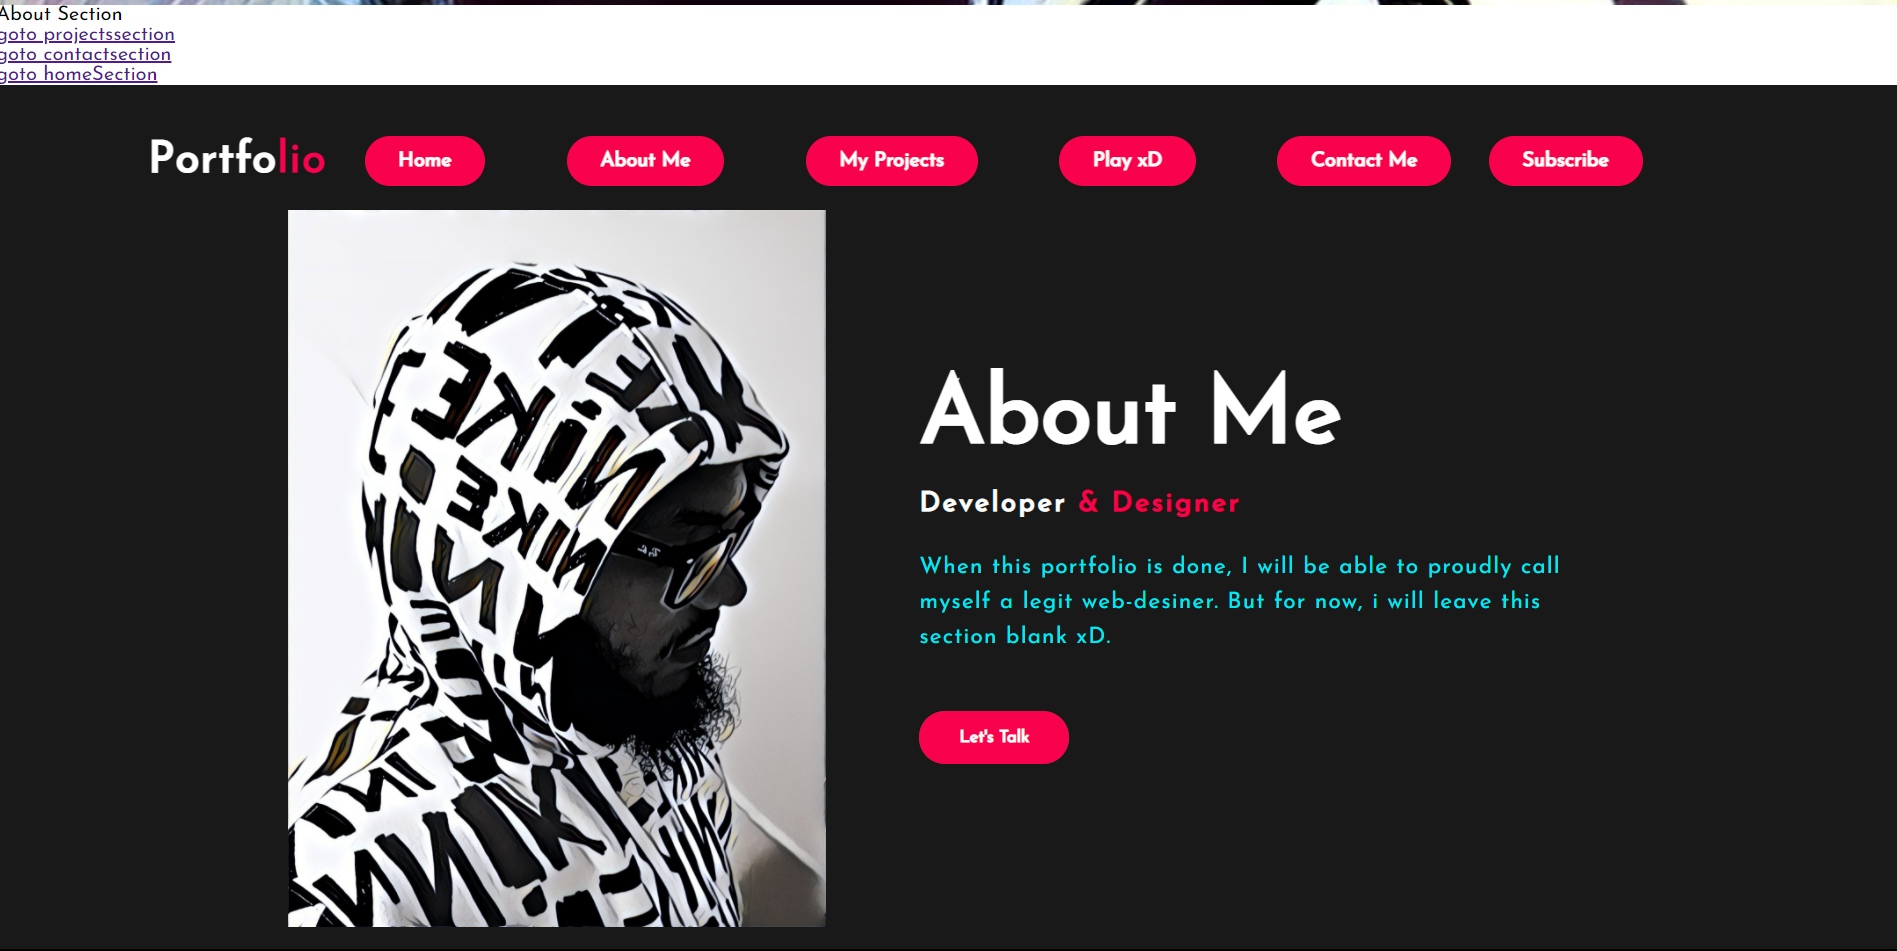 About Section
goto projectssection
goto contactsection
goto homeSection
Portfolio
Home
About Me
My Projects
Play xD
Contact Me
Subscribe
About Me
Developer & Designer
When this portfolio is done, I will be able to proudly call
myself a legit web-desiner. But for now, i will leave this
section blank xD.
Let's Talk
NIKE
NIKE